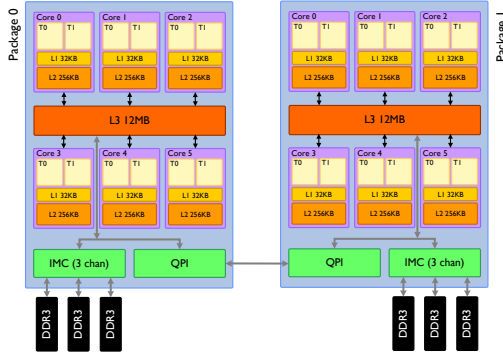 Package 0
Core 0
T0 T1
L1 32KB
L2 256KB
Core 1
T0 T1
L1 32KB
L2 256KB
Core 2
T0 T1
L1 32KB
L2 256KB
L3 12MB
Core 3
T0 T1
L1 32KB
L2 256KB
Core 4
T0 T1
L1 32KB
L2 256KB
Core 5
T0 T1
L1 32KB
L2 256KB
IMC (3 chan)
QPI
DDR3
DDR3
DDR3
Package 1
Core 0
T0 T1
L1 32KB
L2 256KB
Core 1
T0 T1
L1 32KB
L2 256KB
Core 2
T0 T1
L1 32KB
L2 256KB
L3 12MB
Core 3
T0 T1
L1 32KB
L2 256KB
Core 4
T0 T1
L1 32KB
L2 256KB
Core 5
T0 T1
L1 32KB
L2 256KB
QPI
IMC (3 chan)
DDR3
DDR3
DDR3